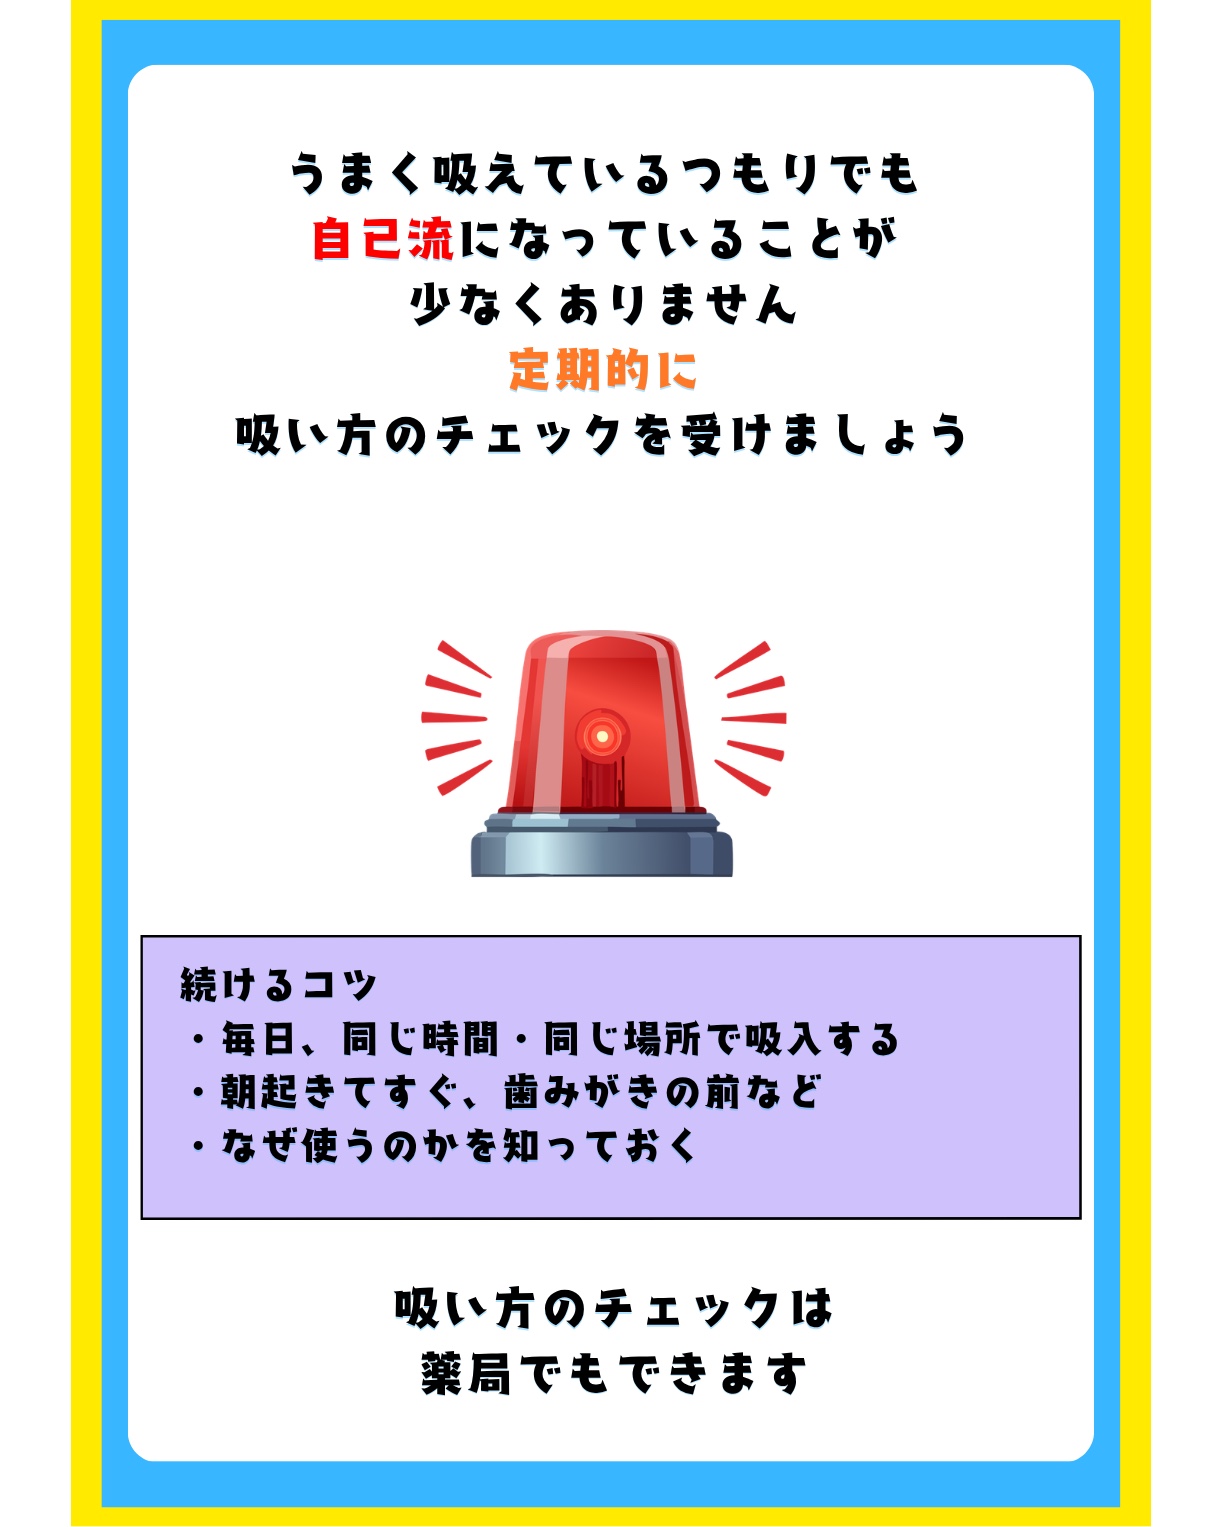 うまく吸えているつもりでも
自己流になっていることが
少なくありません
定期的に
吸い方のチェックを受けましょう
続けるコツ
・毎日、同じ時間・同じ場所で吸入する
・朝起きてすぐ、歯みがきの前など
・なぜ使うのかを知っておく
吸い方のチェックは
薬局でもできます